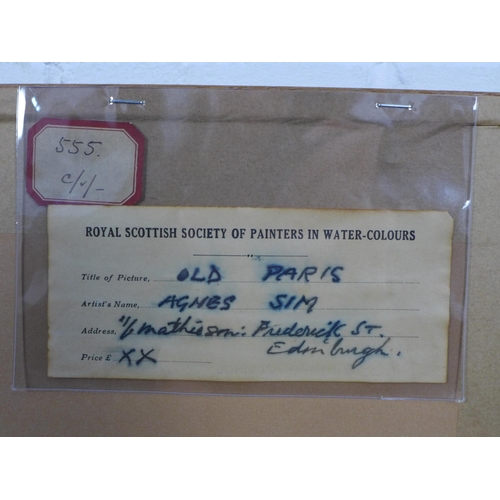 555.
c/o/-
ROYAL SCOTTISH SOCIETY OF PAINTERS IN WATER-COLOURS
Title of Picture, OLD PARIS
Artist's Name, AGNES SIM
Address, Mathieson: Frederick St.
Edinburgh.
Price £ XX